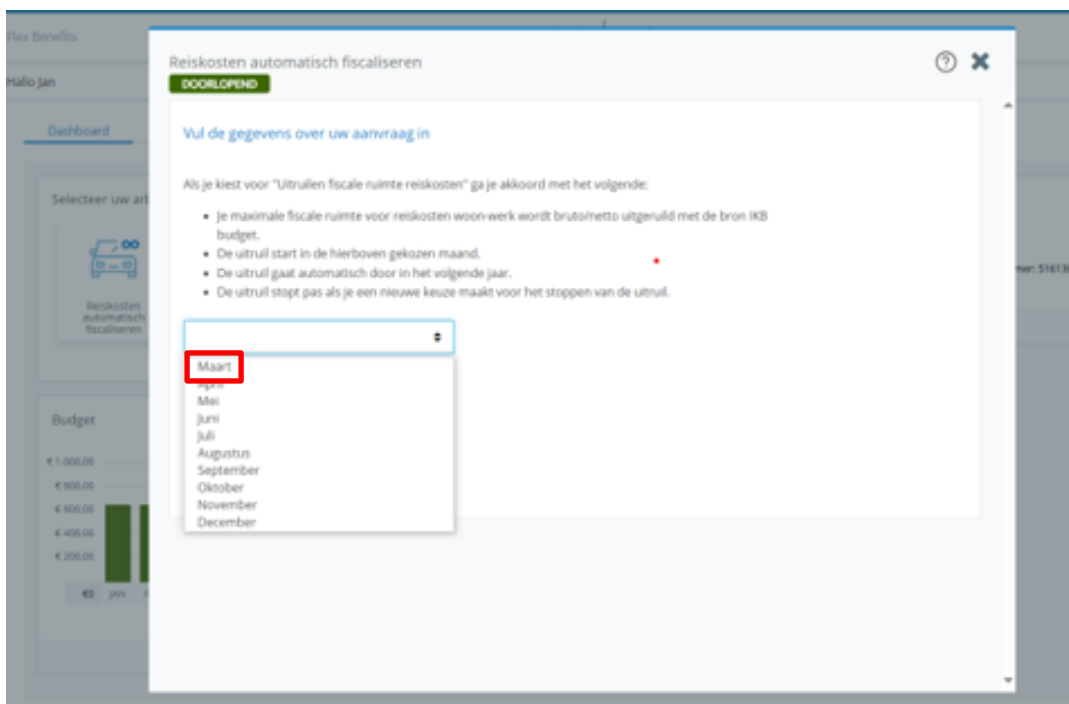 Flex Benefits
Hallo Jan
Dashboard
Selecteer uw
Reiskosten
automatisch
fiscaliseren
Budget
€ 1.000,00
€ 800,00
€ 600,00
€ 400,00
€ 200,00
€0 JAN
Reiskosten automatisch fiscaliseren
DOORLOPEND
Vul de gegevens over uw aanvraag in
Als je kiest voor "Uitruilen fiscale ruimte reiskosten" ga je akkoord met het volgende:
• Je maximale fiscale ruimte voor reiskosten woon-werk wordt bruto/netto uitgeruild met de bron IKB
budget.
• De uitruil start in de hierboven gekozen maand.
• De uitruil gaat automatisch door in het volgende jaar.
• De uitruil stopt pas als je een nieuwe keuze maakt voor het stoppen van de uitruil.
Maart
April
Mei
Juni
Juli
Augustus
September
Oktober
November
December
mer: 51613